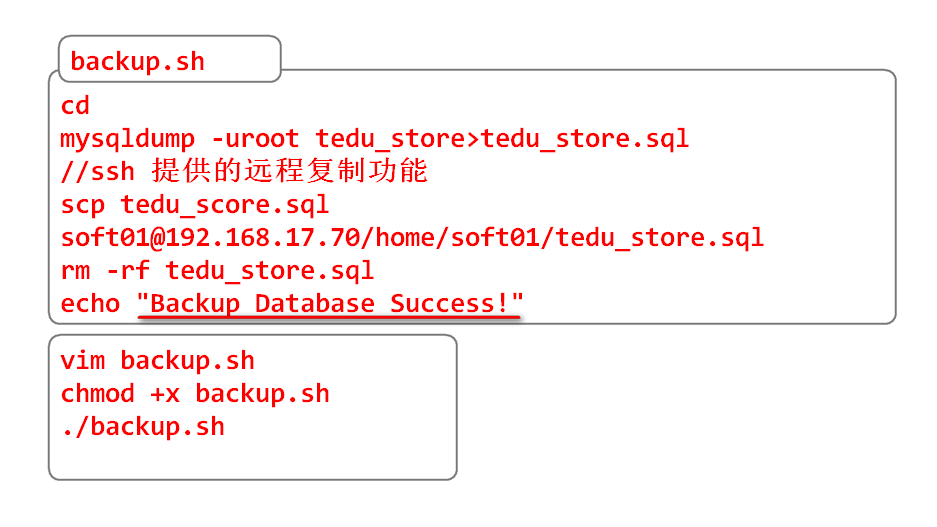 backup.sh
cd
mysqldump -uroot tedu_store>tedu_store.sql
//ssh 提供的远程复制功能
scp tedu_score.sql
soft01@192.168.17.70/home/soft01/tedu_store.sql
rm -rf tedu_store.sql
echo "Backup Database Success!"
vim backup.sh
chmod +x backup.sh
./backup.sh